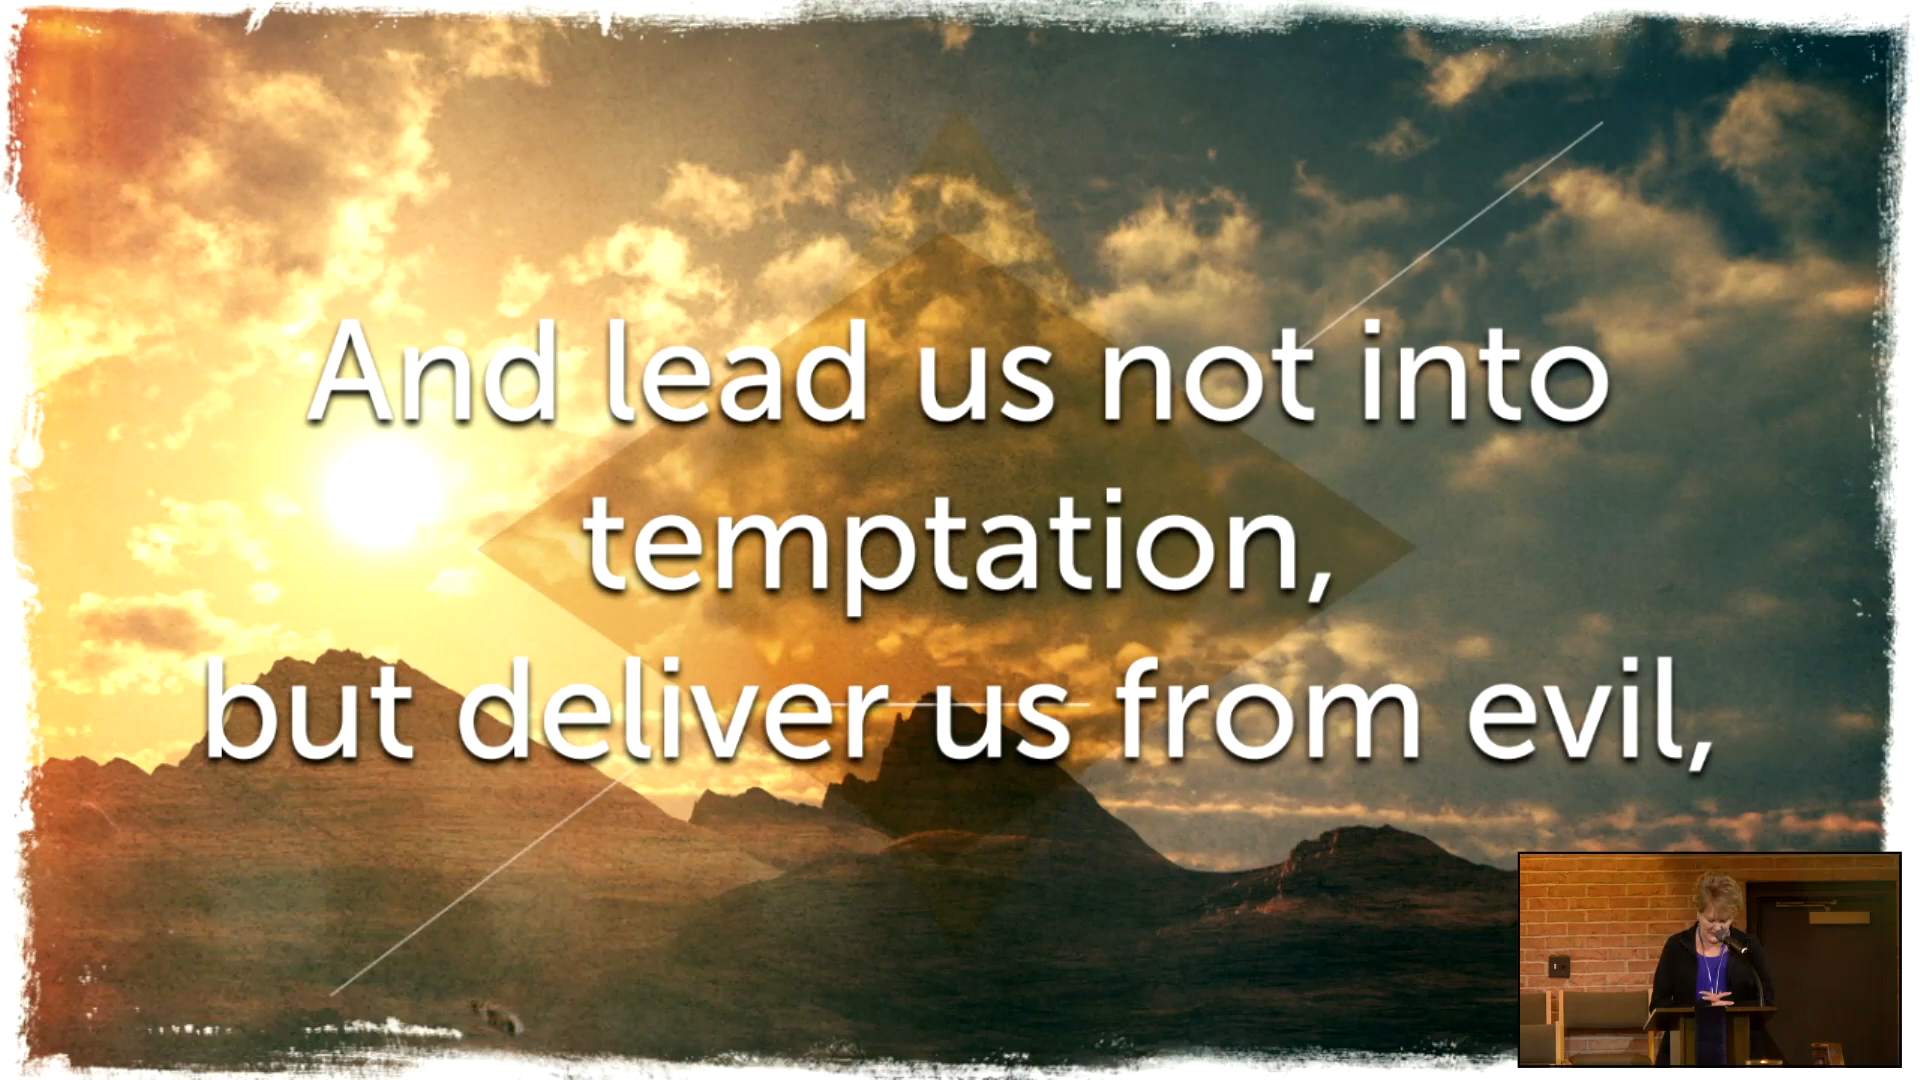 And lead us not into
temptation,
but deliver us from evil,